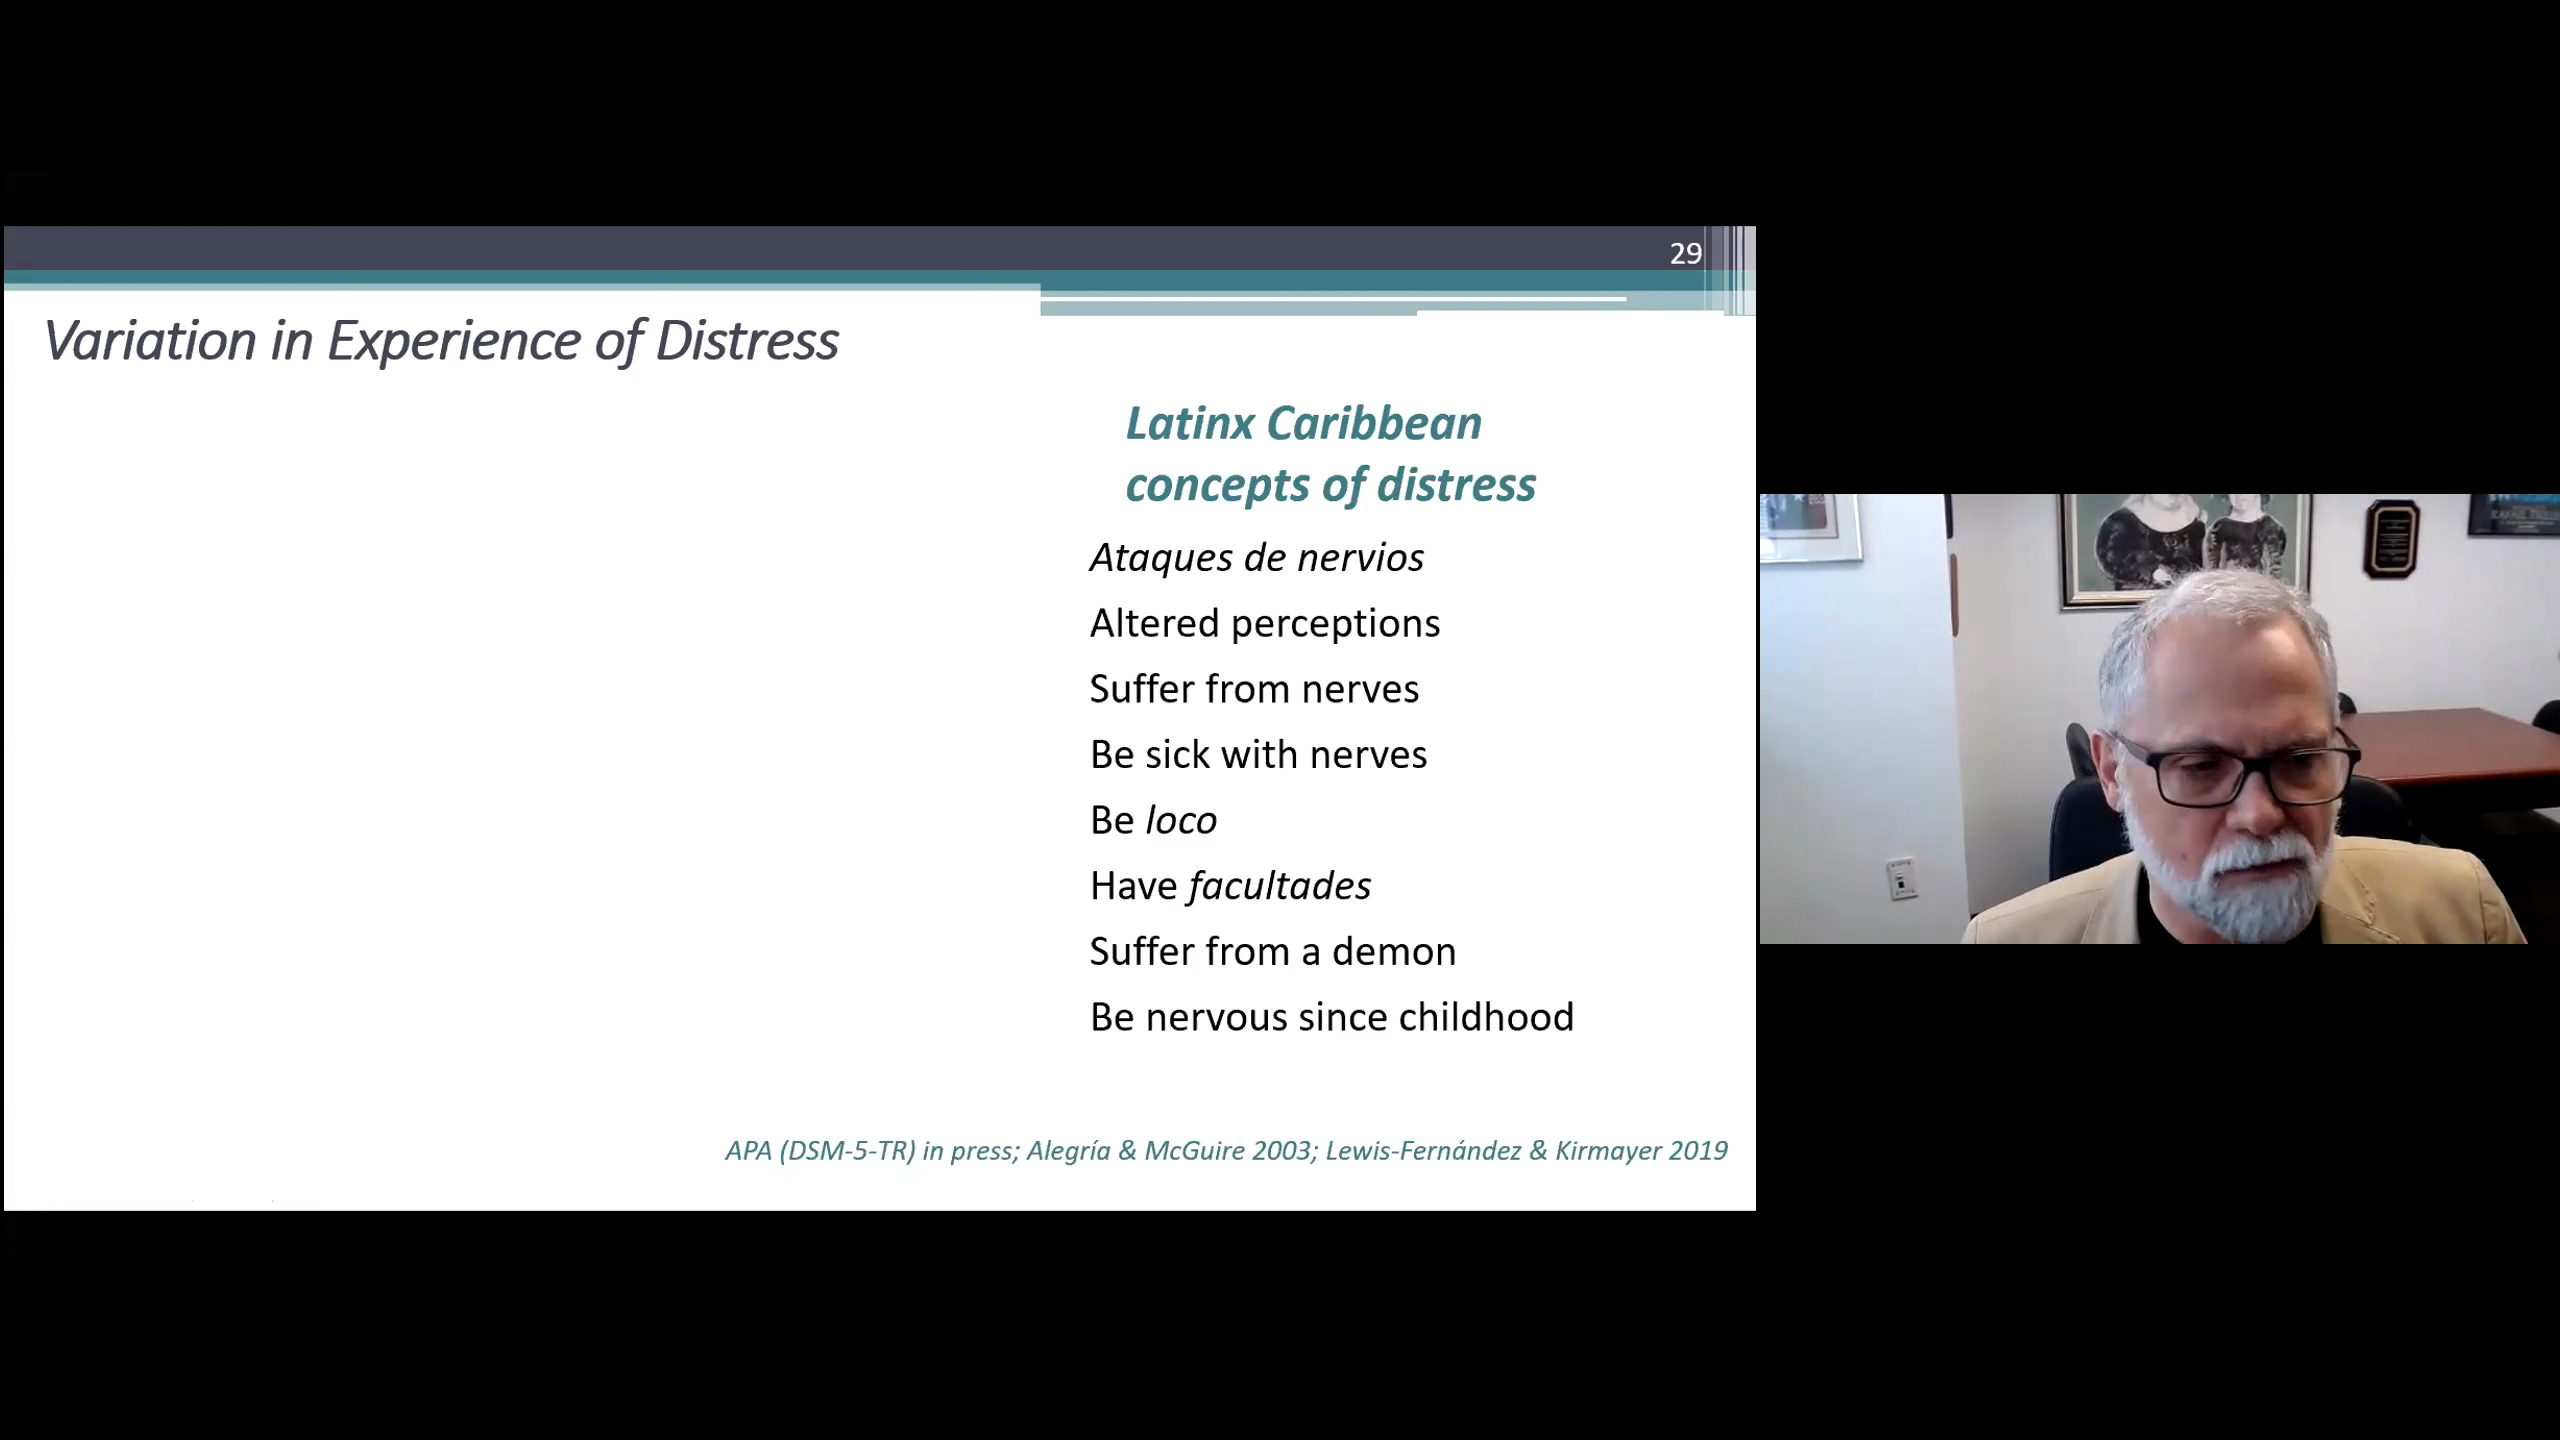 29
Variation in Experience of Distress
Latinx Caribbean
concepts of distress
Ataques de nervios
Altered perceptions
Suffer from nerves
Be sick with nerves
Be loco
Have facultades
Suffer from a demon
Be nervous since childhood
APA (DSM-5-TR) in press; Alegría & McGuire 2003; Lewis-Fernández & Kirmayer 2019